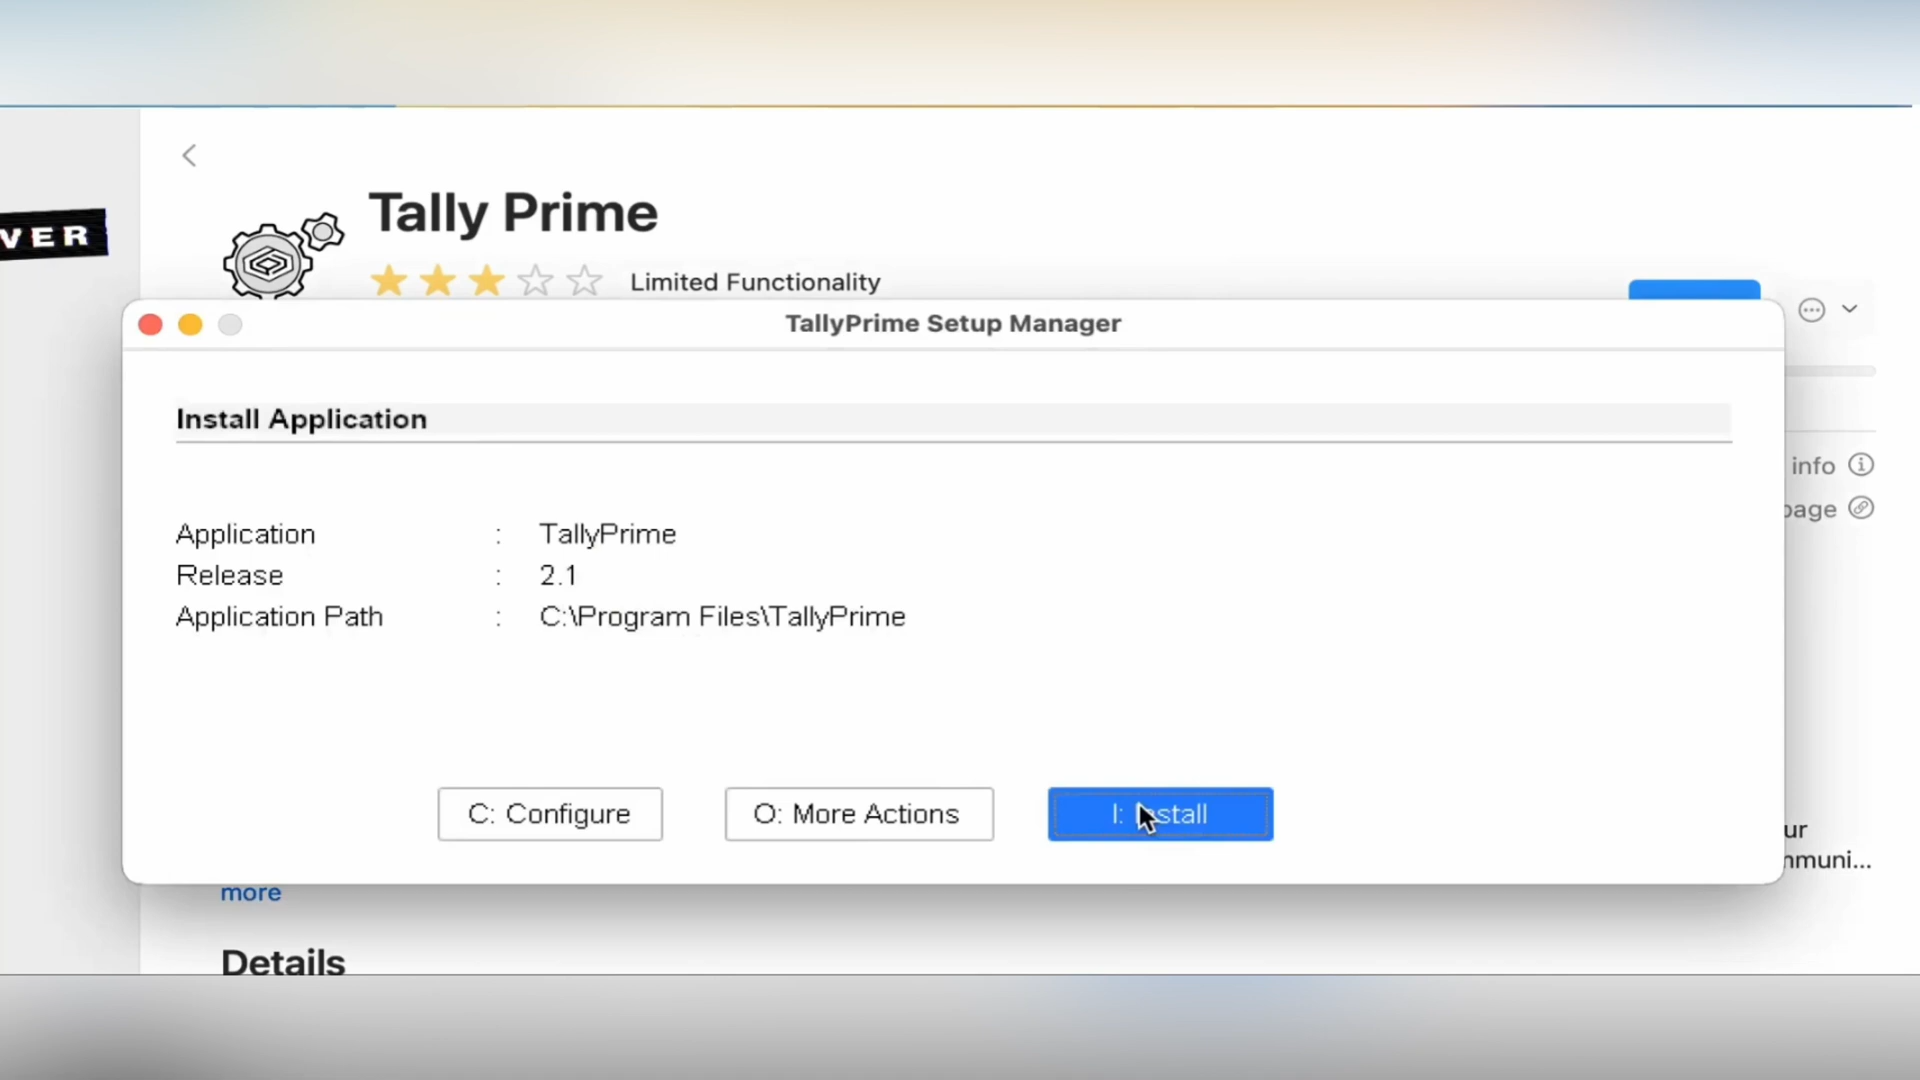 VER
Tally Prime
Limited Functionality
TallyPrime Setup Manager
Install Application
info
page
Application : TallyPrime
Release : 2.1
Application Path : C:\Program Files\TallyPrime
C: Configure
O: More Actions
I: Install
ur
mmuni...
more
Details